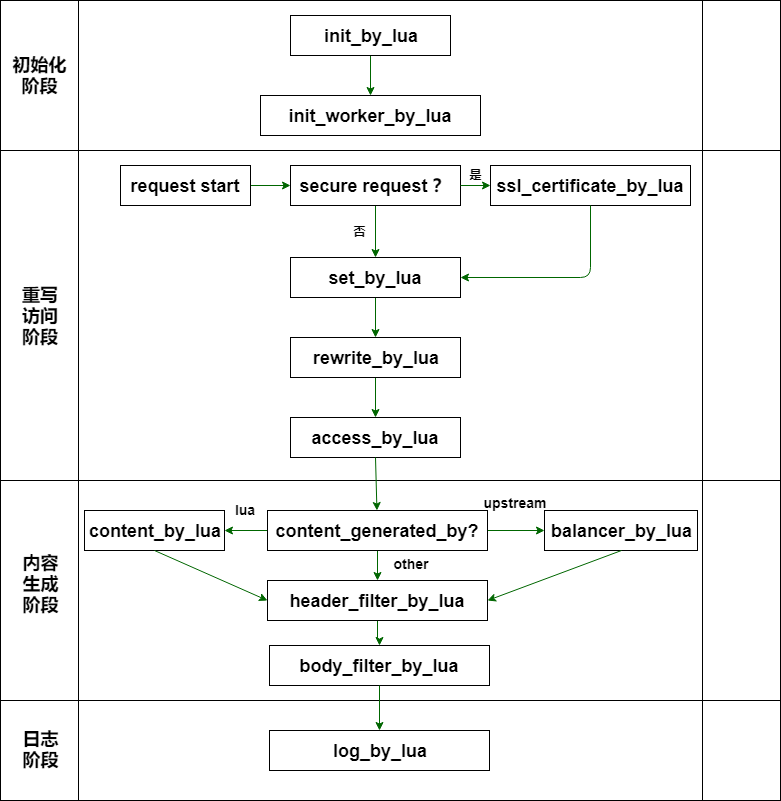 初始化
阶段
init_by_lua
init_worker_by_lua
重写
访问
阶段
request start
secure request ?
是
ssl_certificate_by_lua
否
set_by_lua
rewrite_by_lua
access_by_lua
内容
生成
阶段
content_by_lua
lua
content_generated_by?
upstream
balancer_by_lua
other
header_filter_by_lua
body_filter_by_lua
日志
阶段
log_by_lua